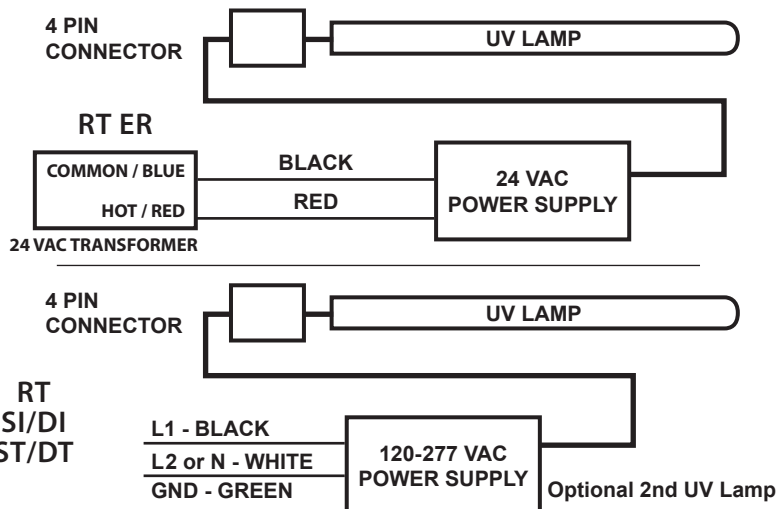 4 PIN
CONNECTOR
UV LAMP
RT ER
COMMON / BLUE
HOT / RED
24 VAC TRANSFORMER
BLACK
RED
24 VAC
POWER SUPPLY
4 PIN
CONNECTOR
UV LAMP
RT
SI/DI
ST/DT
L1 - BLACK
L2 or N - WHITE
GND - GREEN
120-277 VAC
POWER SUPPLY
Optional 2nd UV Lamp